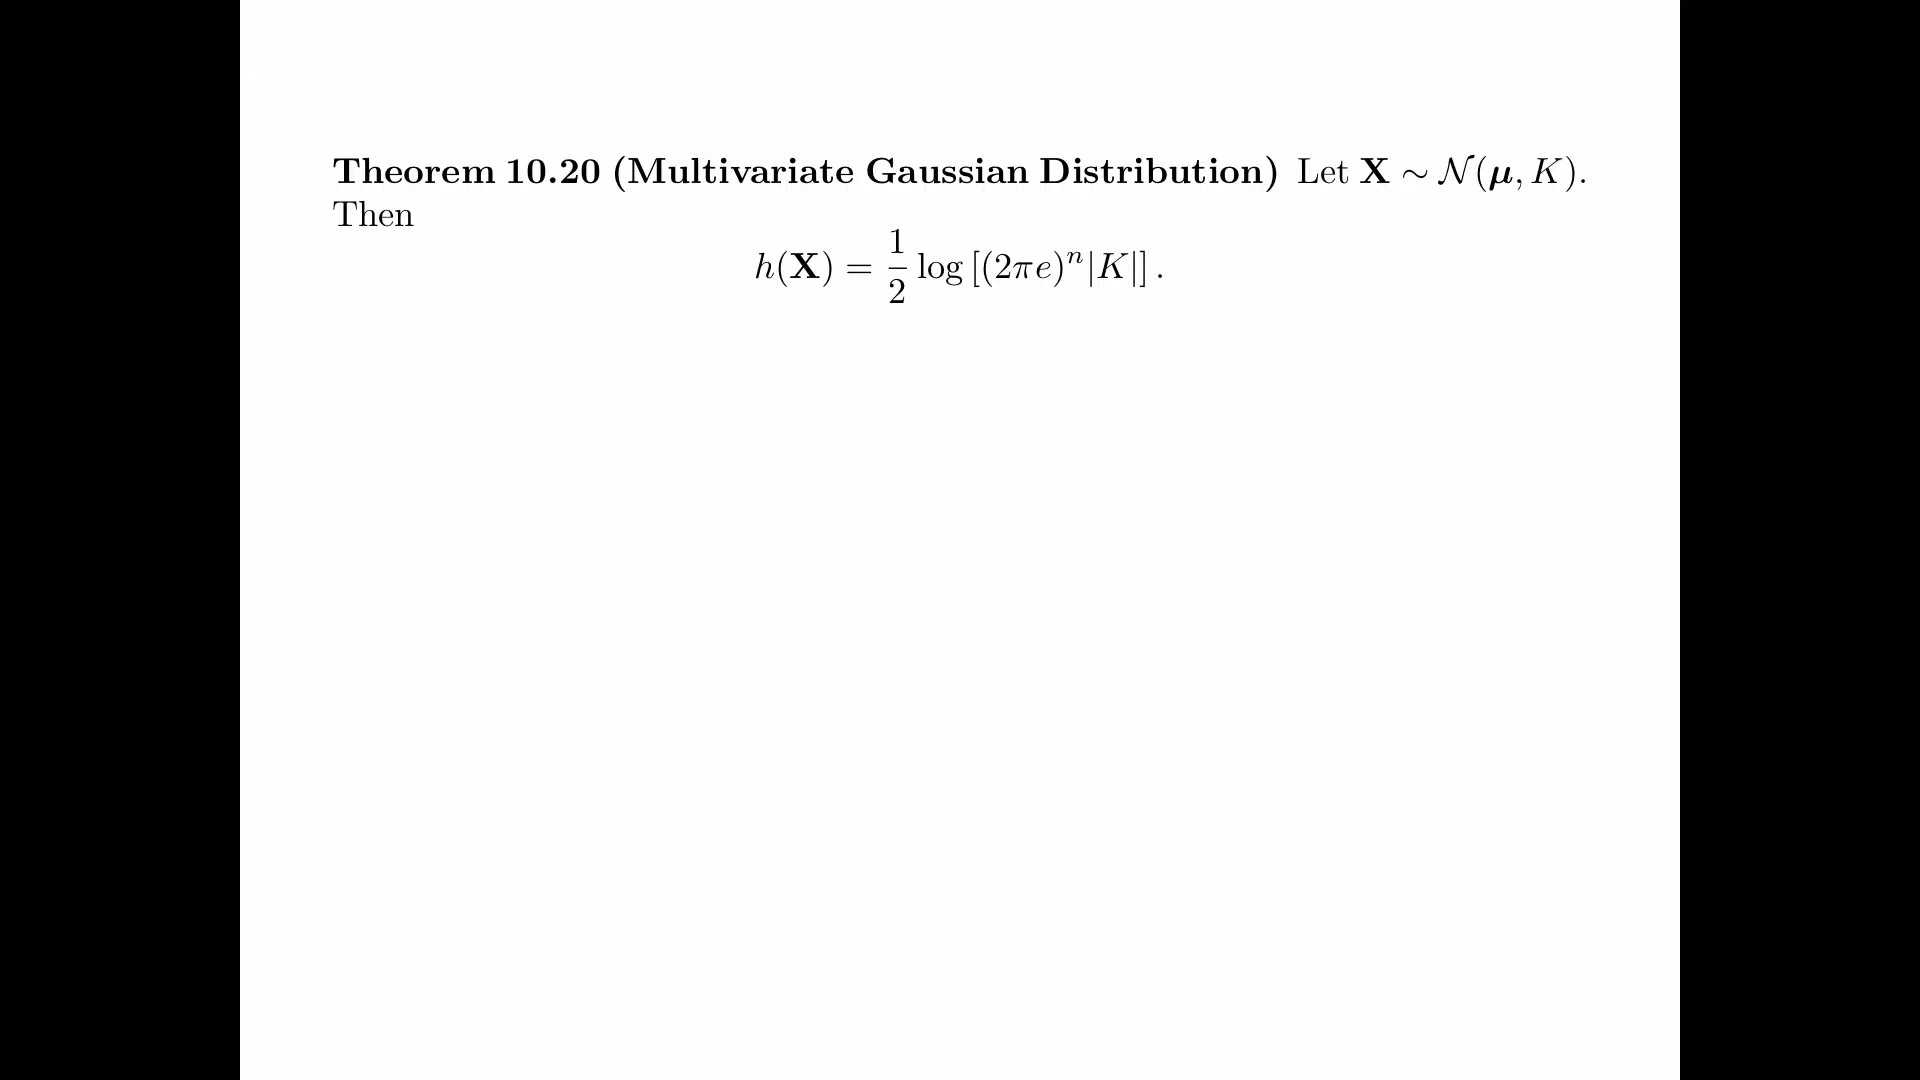 Theorem 10.20 (Multivariate Gaussian Distribution) Let X ∼ 𝒩(μ, K).
Then
h(X) = 1/2 log [(2πe)ⁿ|K|] .